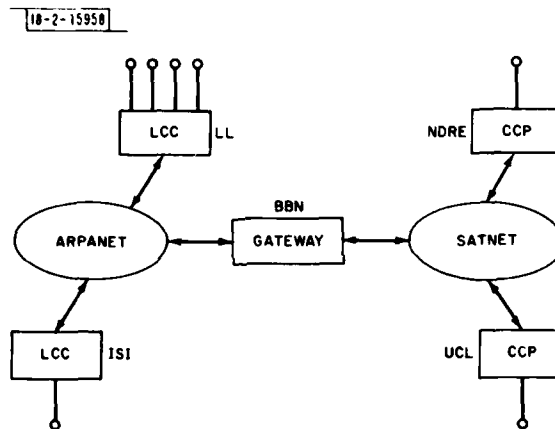 18-2-15958
LCC LL
NDRE CCP
BBN
ARPANET GATEWAY SATNET
LCC ISI
UCL CCP